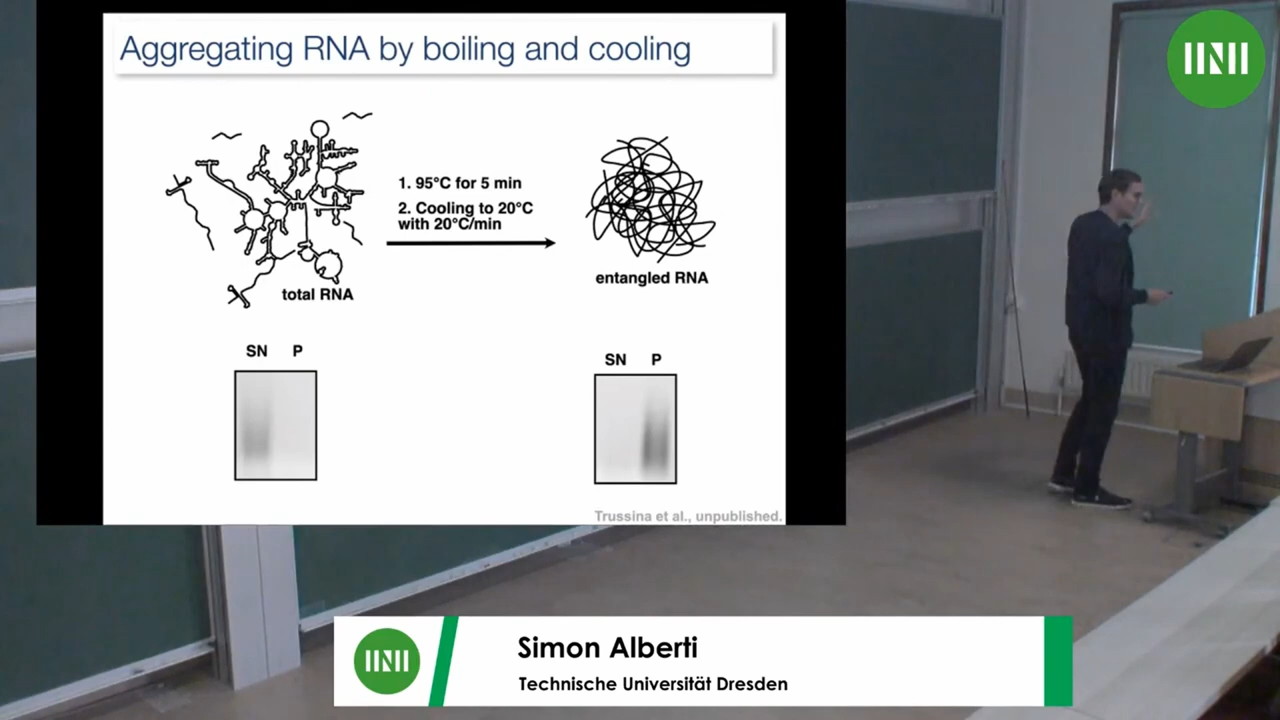 Aggregating RNA by boiling and cooling
1. 95°C for 5 min
2. Cooling to 20°C
with 20°C/min
total RNA
entangled RNA
SN P
SN P
Trussina et al., unpublished.
Simon Alberti
Technische Universität Dresden